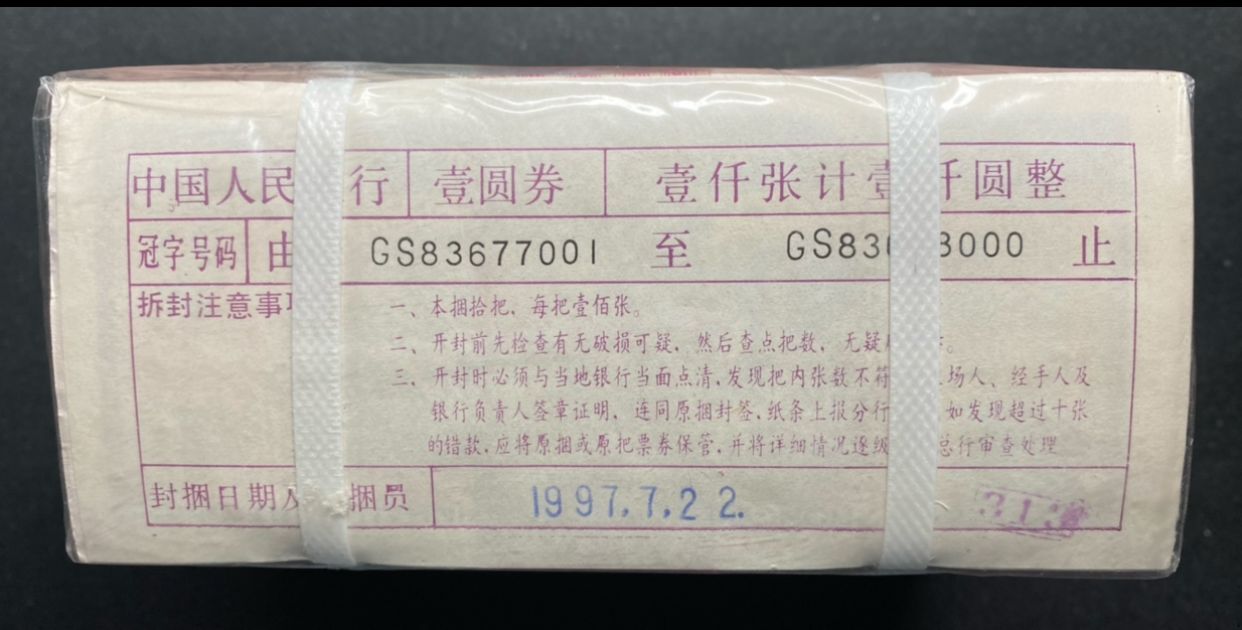 中国人民 行 壹圆券 壹仟张计壹仟圆整
冠字号码 由 GS83677001 至 GS83 8000 止
拆封注意事项
一、本捆拾把，每把壹佰张。
二、开封前先检查有无破损可疑，然后查点把数，无疑 。
三、开封时必须与当地银行当面点清，发现把内张数不符 场人、经手人及
银行负责人签章证明，连同原捆封签，纸条上报分行 如发现超过十张
的错款，应将原捆或原把票券保管，并将详细情况逐级 总行审查处理
封捆日期及 捆员 1997.7.22.